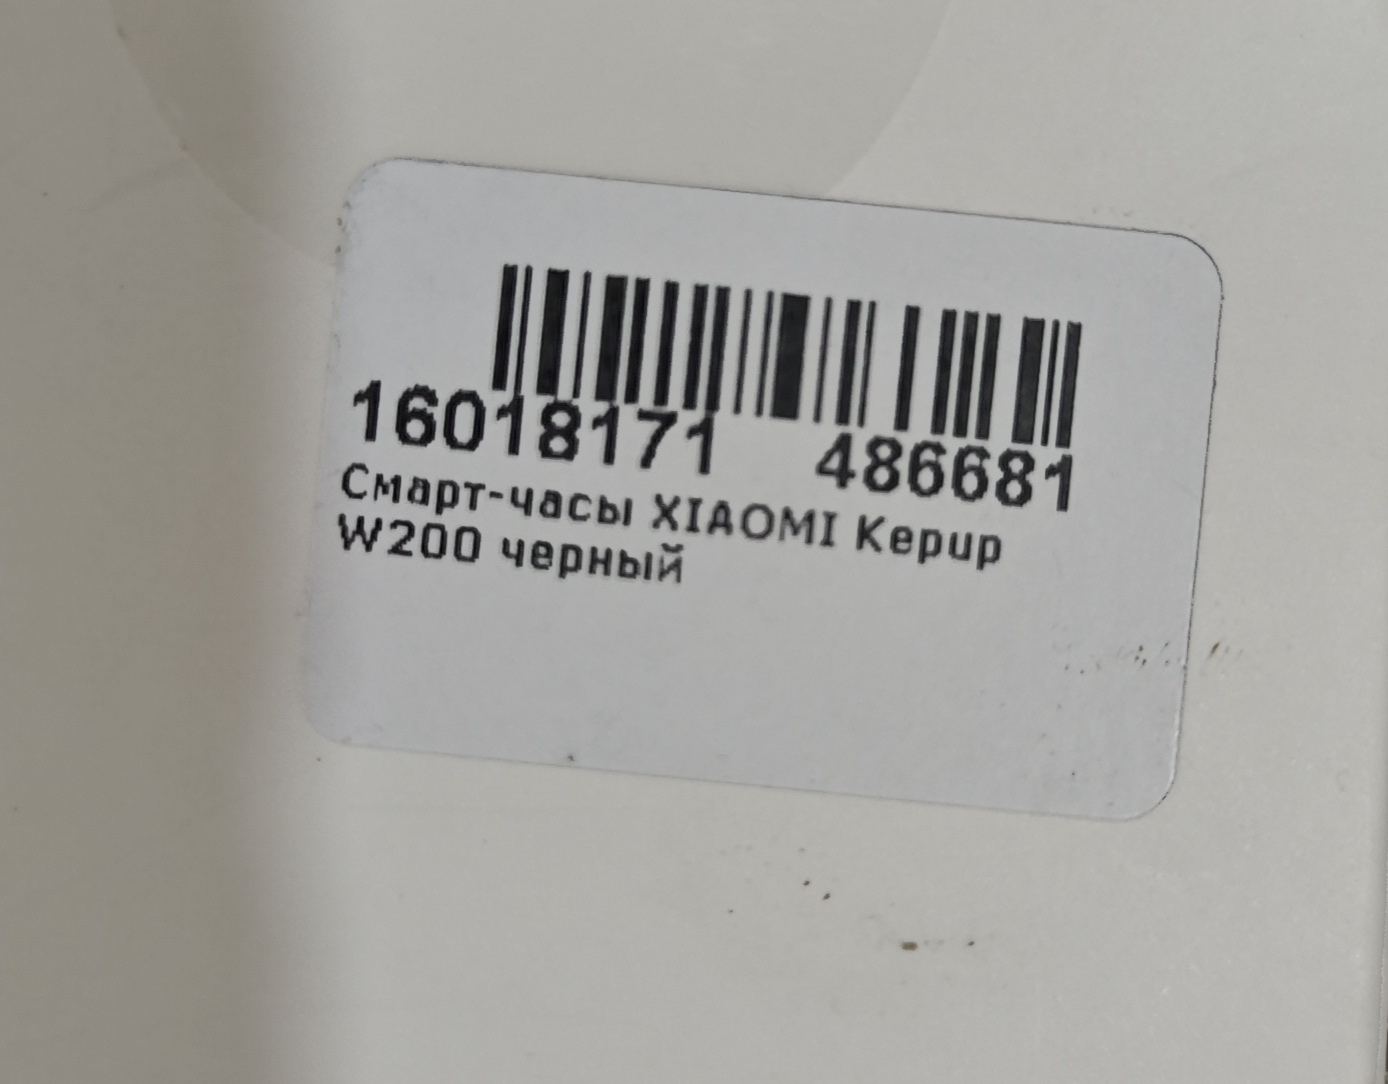 16018171 486681
Смарт-часы XIAOMI Kepup
W200 черный